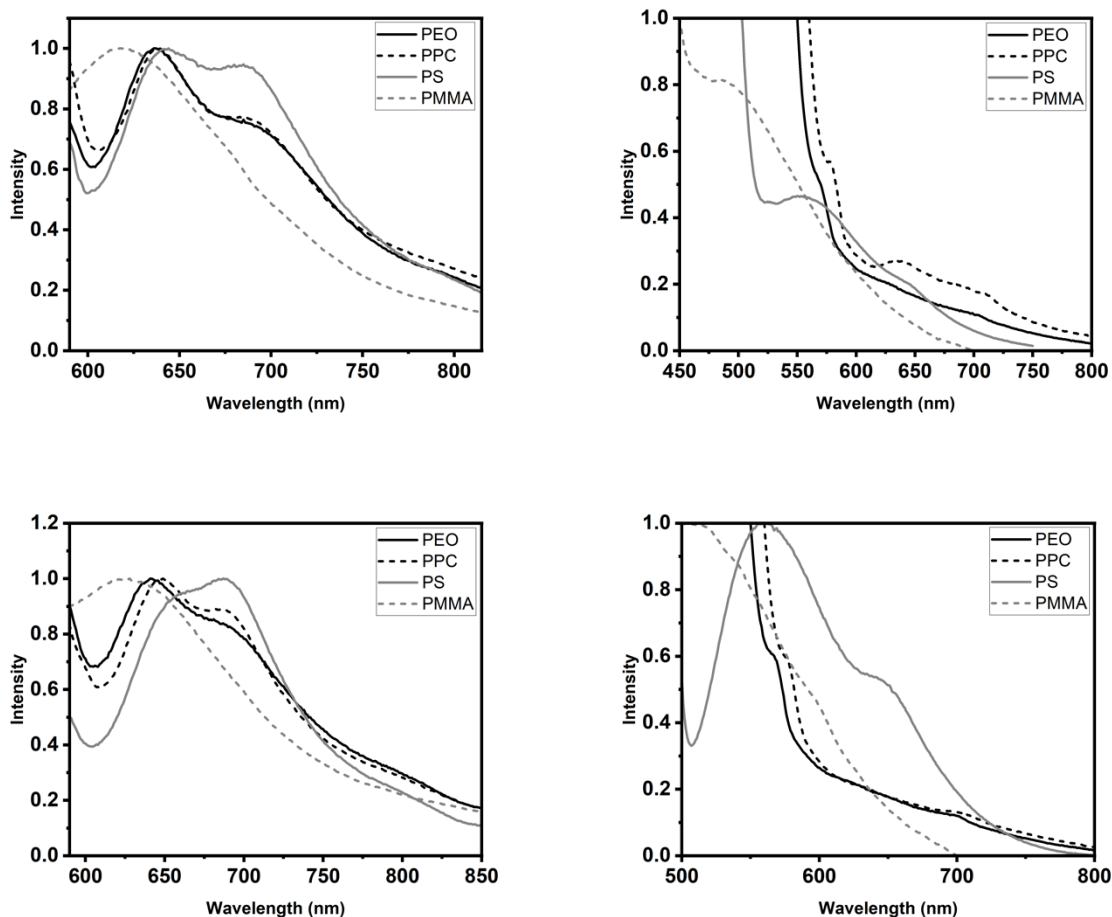 1.0
0.8
0.6
0.4
0.2
0.0
Intensity
600 650 700 750 800
Wavelength (nm)
PEO
PPC
PS
PMMA
1.0
0.8
0.6
0.4
0.2
0.0
Intensity
450 500 550 600 650 700 750 800
Wavelength (nm)
PEO
PPC
PS
PMMA
1.2
1.0
0.8
0.6
0.4
0.2
0.0
Intensity
600 650 700 750 800 850
Wavelength (nm)
PEO
PPC
PS
PMMA
1.0
0.8
0.6
0.4
0.2
0.0
Intensity
500 600 700 800
Wavelength (nm)
PEO
PPC
PS
PMMA